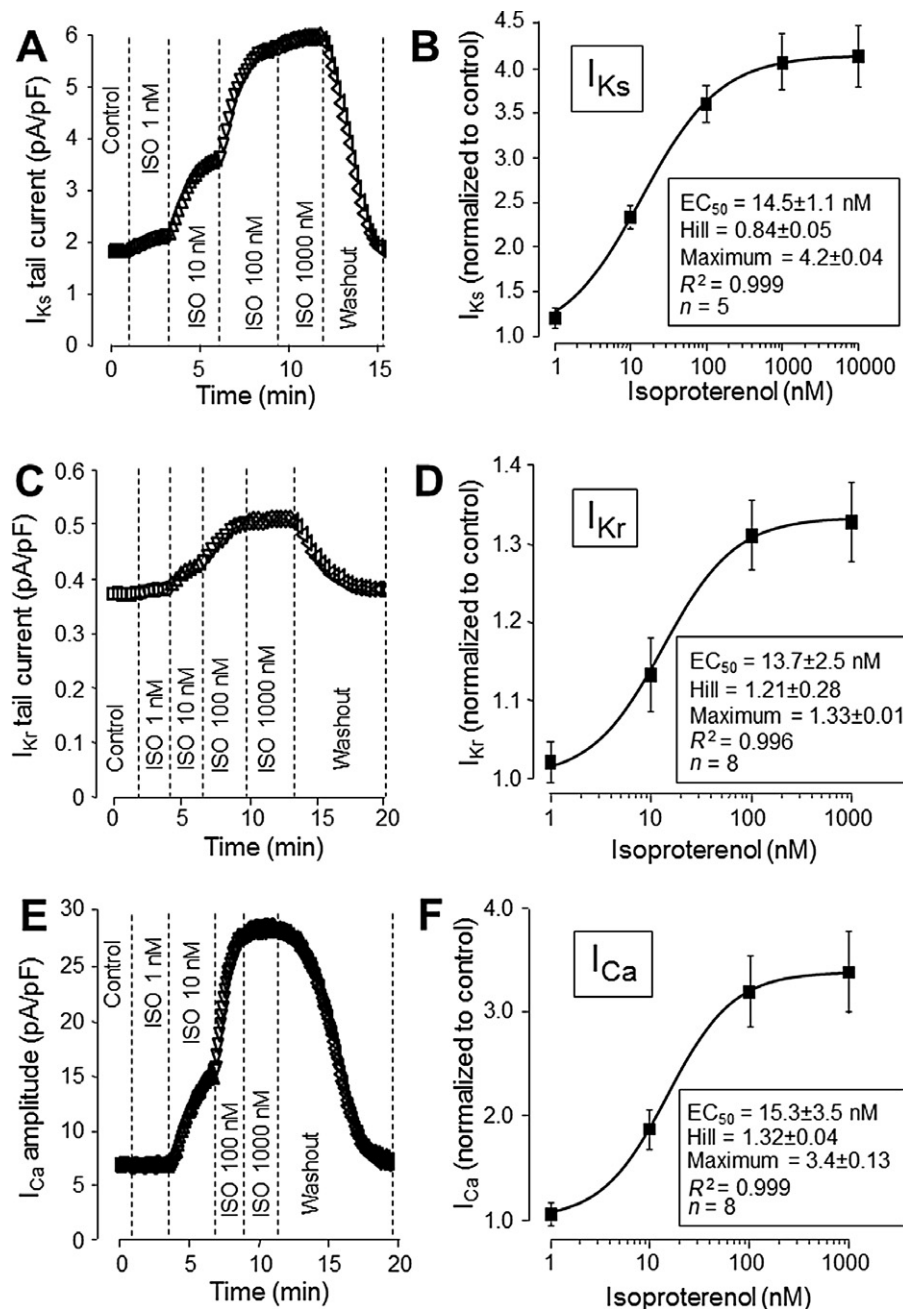 A
I_Ks tail current (pA/pF)
6
5
4
3
2
1
0
Control
ISO 1 nM
ISO 10 nM
ISO 100 nM
ISO 1000 nM
Washout
0 5 10 15
Time (min)
B
I_Ks (normalized to control)
4.5
4.0
3.5
3.0
2.5
2.0
1.5
1.0
I_Ks
EC50 = 14.5±1.1 nM
Hill = 0.84±0.05
Maximum = 4.2±0.04
R² = 0.999
n = 5
1 10 100 1000 10000
Isoproterenol (nM)
C
I_Kr tail current (pA/pF)
0.6
0.5
0.4
0.3
0.2
0.1
0
Control
ISO 1 nM
ISO 10 nM
ISO 100 nM
ISO 1000 nM
Washout
0 5 10 15 20
Time (min)
D
I_Kr (normalized to control)
1.4
1.3
1.2
1.1
1.0
I_Kr
EC50 = 13.7±2.5 nM
Hill = 1.21±0.28
Maximum = 1.33±0.01
R² = 0.996
n = 8
1 10 100 1000
Isoproterenol (nM)
E
I_Ca amplitude (pA/pF)
30
25
20
15
10
5
0
Control
ISO 1 nM
ISO 10 nM
ISO 100 nM
ISO 1000 nM
Washout
0 5 10 15 20
Time (min)
F
I_Ca (normalized to control)
4.0
3.0
2.0
1.0
I_Ca
EC50 = 15.3±3.5 nM
Hill = 1.32±0.04
Maximum = 3.4±0.13
R² = 0.999
n = 8
1 10 100 1000
Isoproterenol (nM)